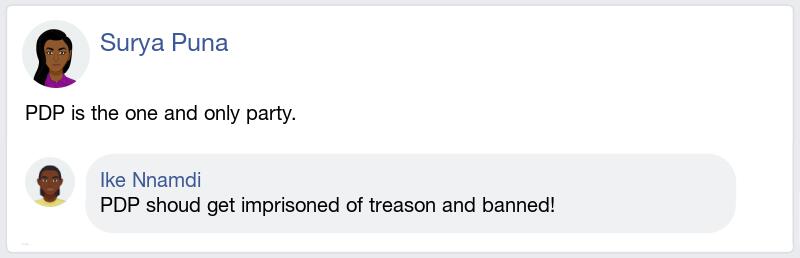 Surya Puna
PDP is the one and only party.
Ike Nnamdi
PDP shoud get imprisoned of treason and banned!